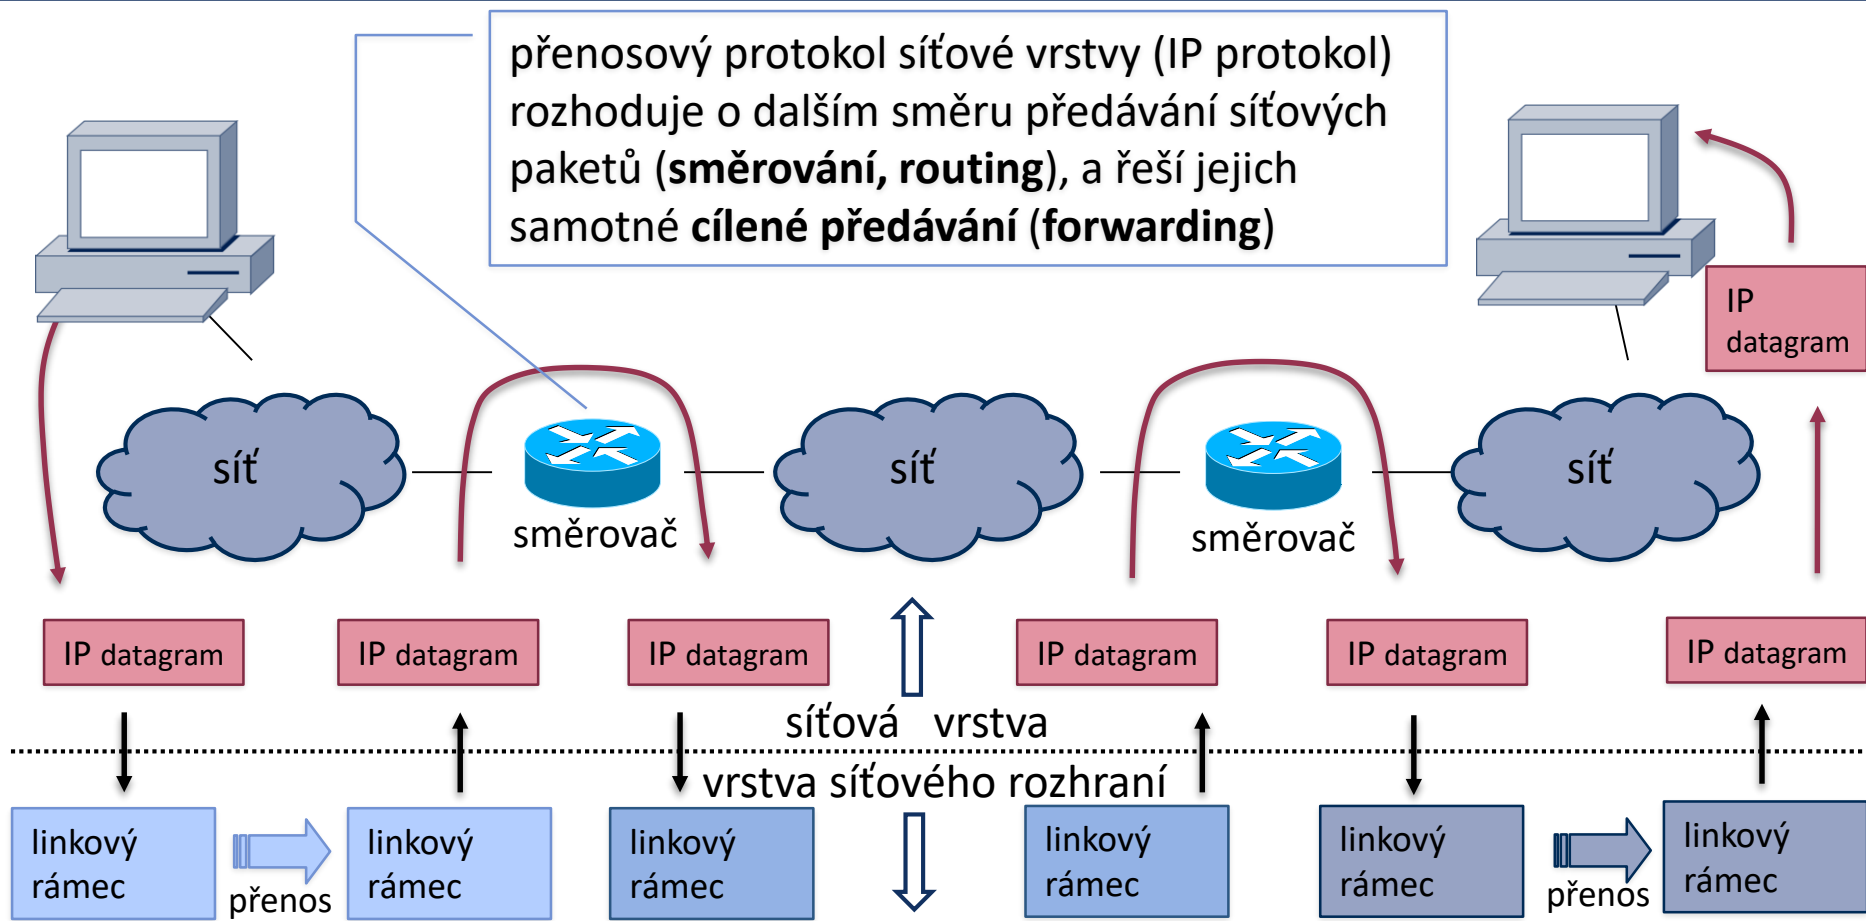 přenosový protokol síťové vrstvy (IP protokol)
rozhoduje o dalším směru předávání síťových
paketů (směrování, routing), a řeší jejich
samotné cílené předávání (forwarding)
IP
datagram
síť
síť
síť
směrovač
směrovač
IP datagram
IP datagram
IP datagram
IP datagram
IP datagram
IP datagram
síťová vrstva
vrstva síťového rozhraní
linkový
rámec
přenos
linkový
rámec
linkový
rámec
linkový
rámec
linkový
rámec
přenos
linkový
rámec